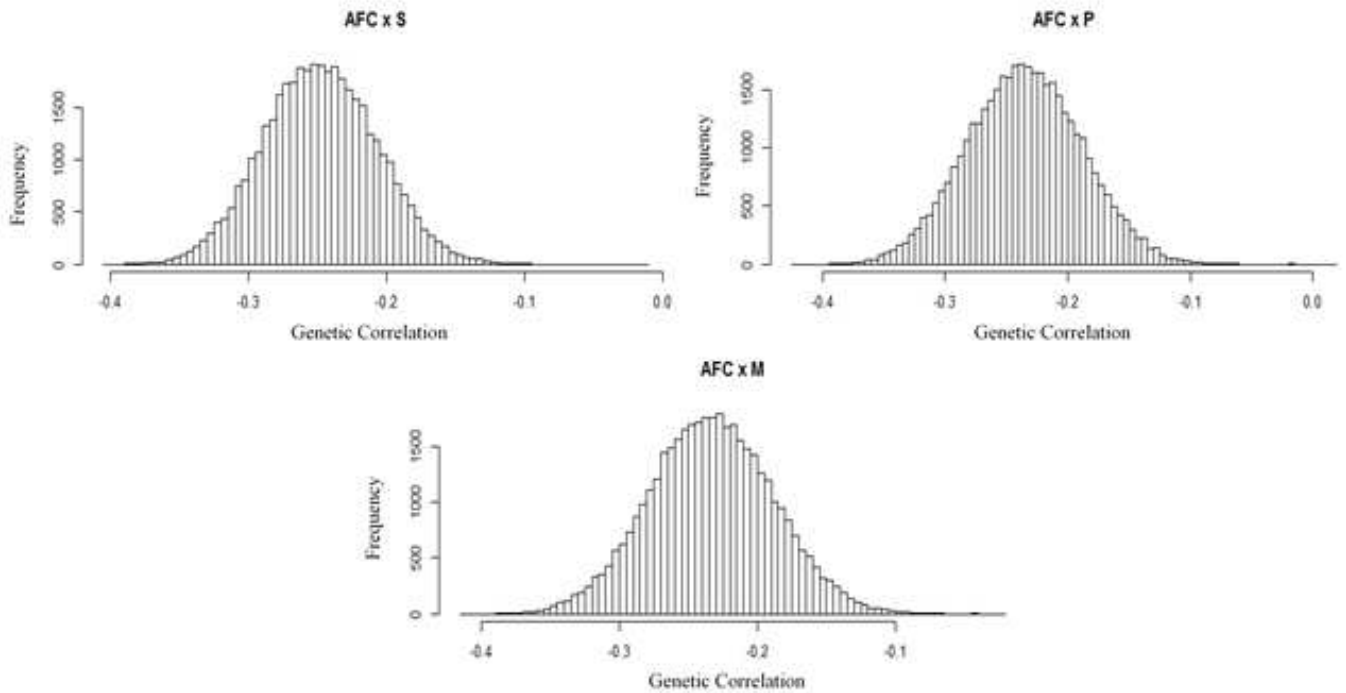 AFC x S
Frequency
1500
1000
500
0
-0.4 -0.3 -0.2 -0.1 0.0
Genetic Correlation
AFC x P
Frequency
1500
1000
500
0
-0.4 -0.3 -0.2 -0.1 0.0
Genetic Correlation
AFC x M
Frequency
1500
1000
500
0
-0.4 -0.3 -0.2 -0.1
Genetic Correlation